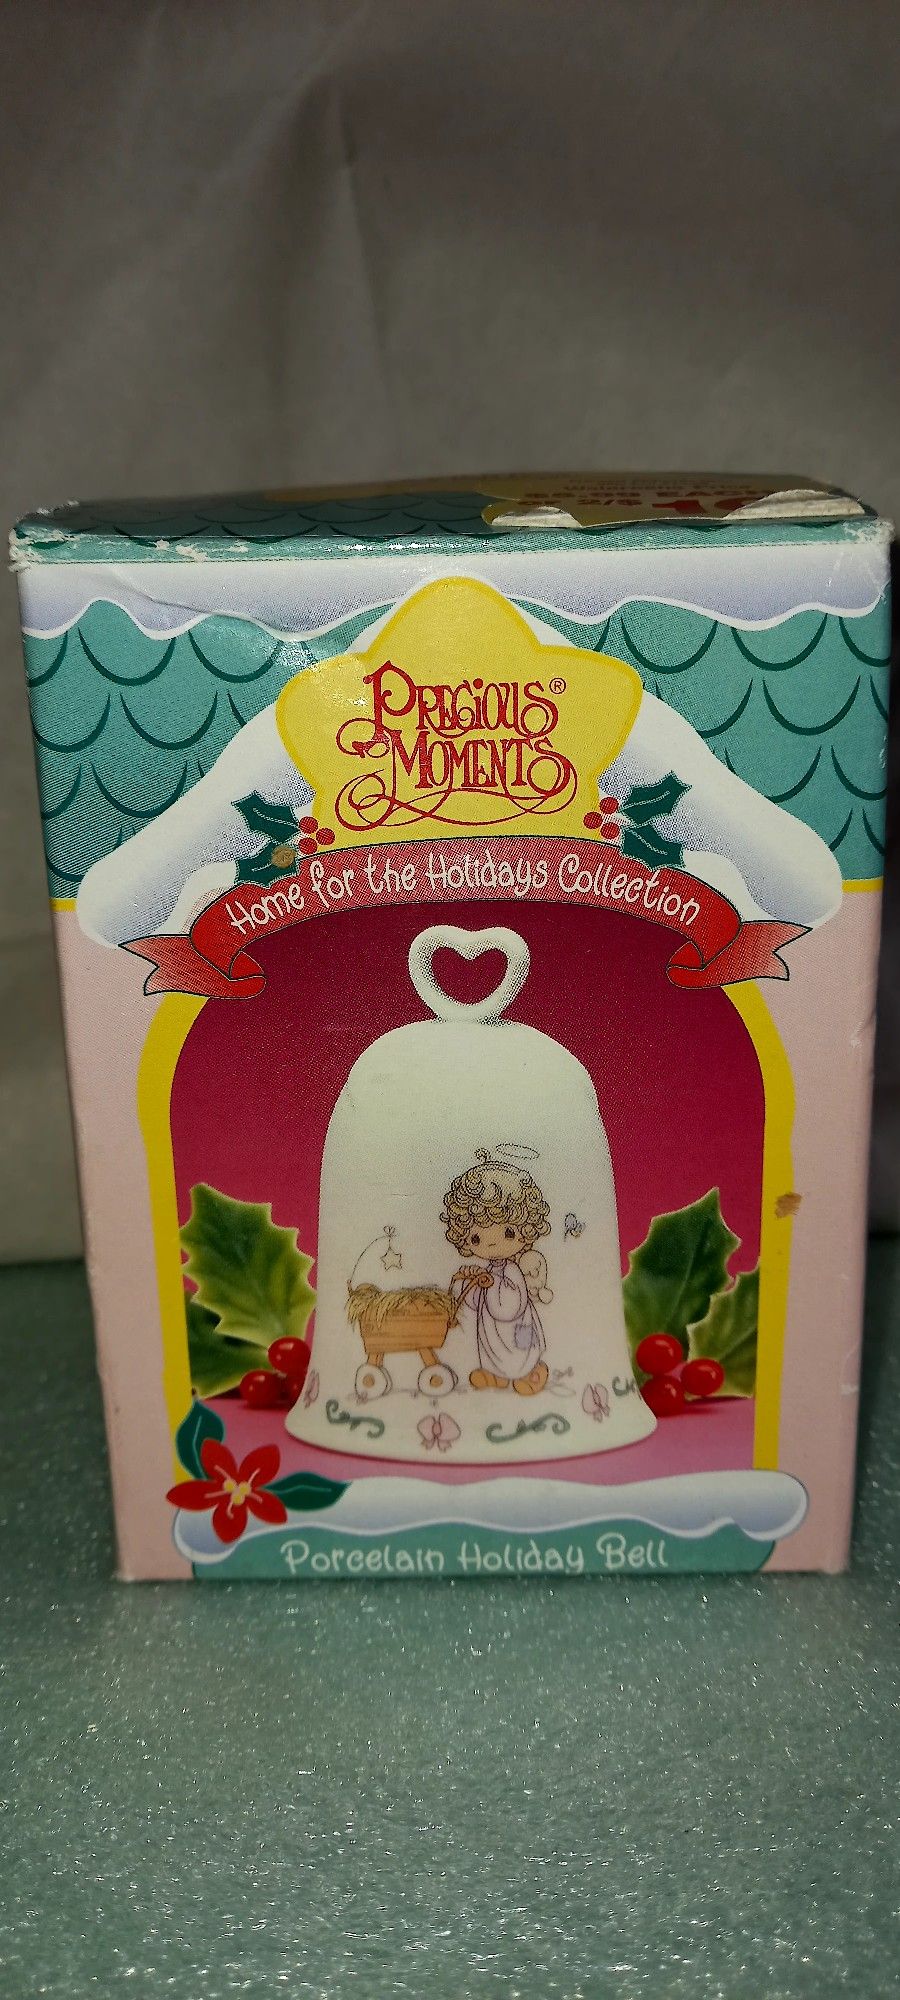 PRECIOUS®
MOMENTS
Home for the Holidays Collection
Porcelain Holiday Bell